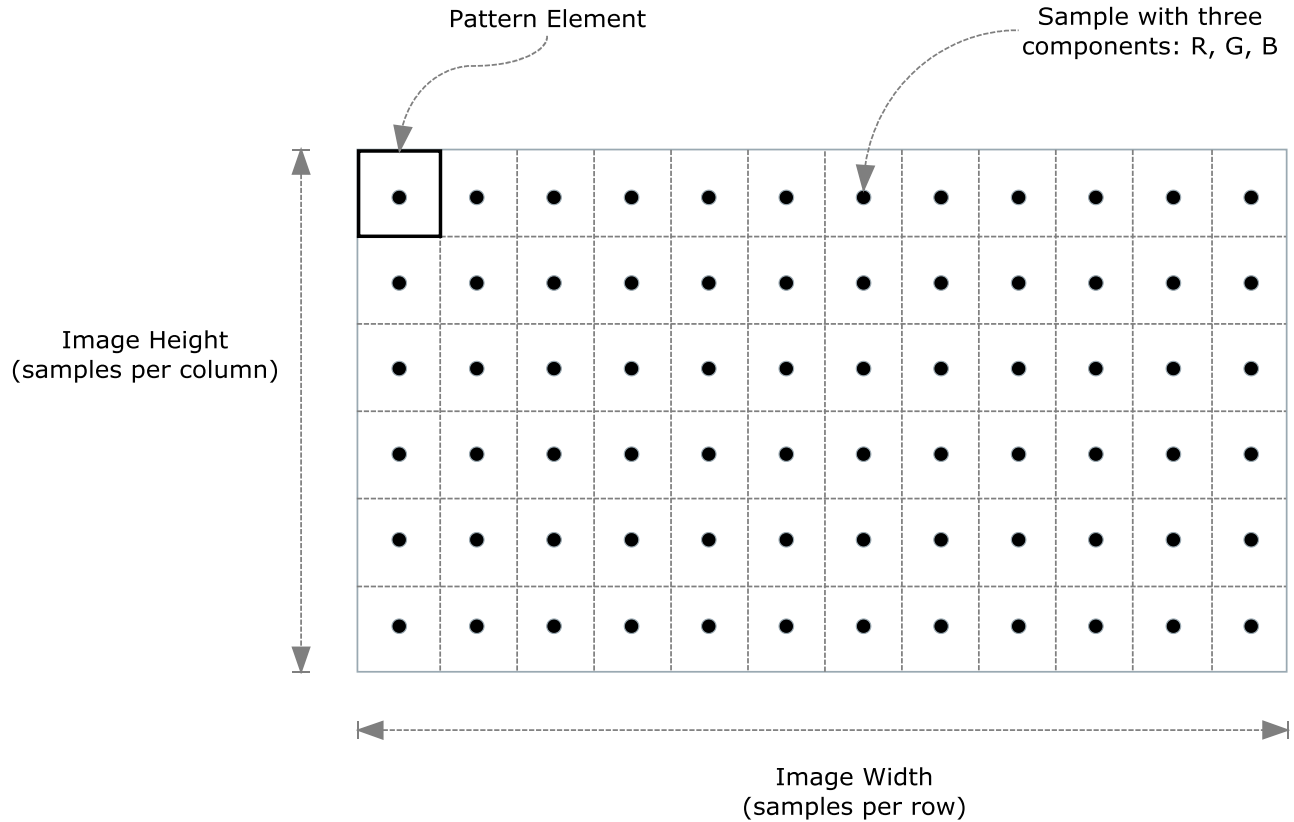 Pattern Element
Sample with three
components: R, G, B
Image Height
(samples per column)
Image Width
(samples per row)